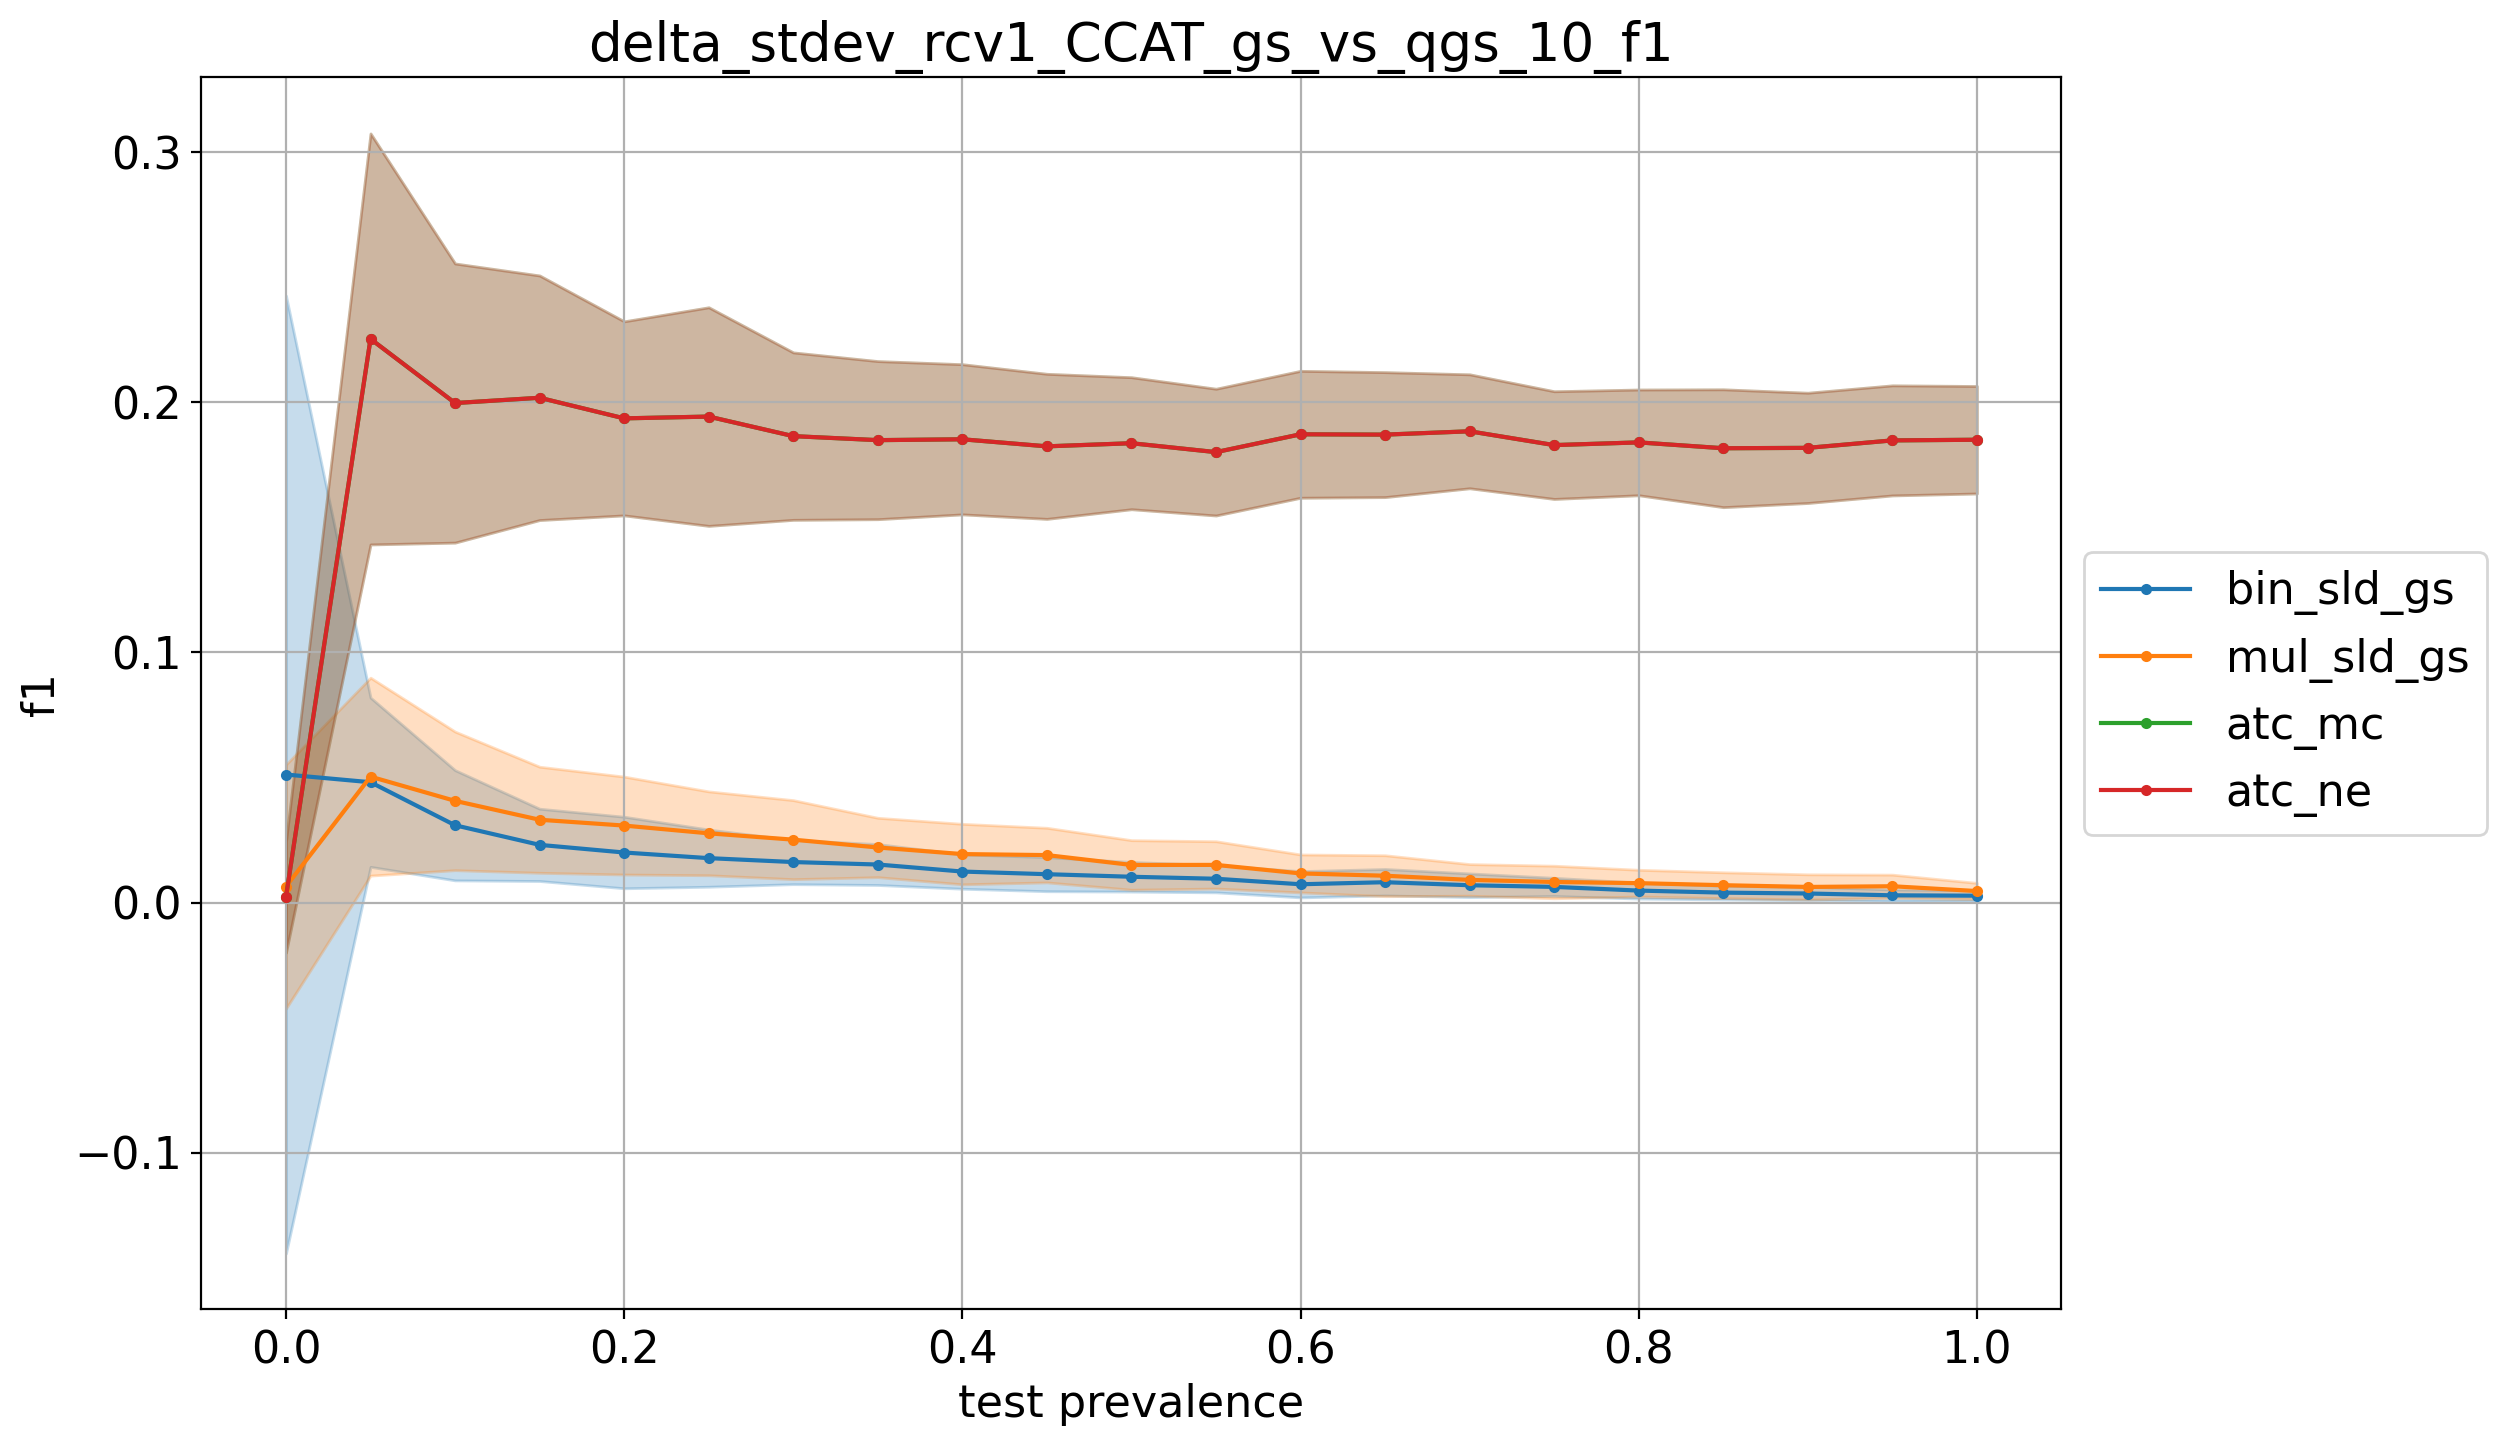 delta_stdev_rcv1_CCAT_gs_vs_qgs_10_f1
f1
0.3
0.2
0.1
0.0
−0.1
0.0 0.2 0.4 0.6 0.8 1.0
test prevalence
bin_sld_gs
mul_sld_gs
atc_mc
atc_ne